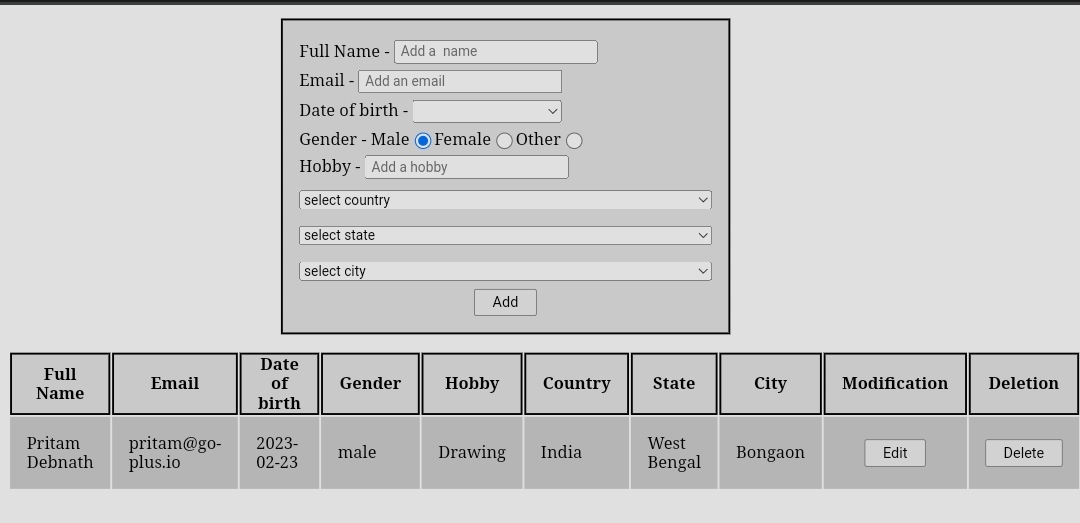 Full Name - Add a  name
Email - Add an email
Date of birth -
Gender - Male Female Other
Hobby - Add a hobby
select country
select state
select city
Add
Full Name Email Date of birth Gender Hobby Country State City Modification Deletion
Pritam Debnath pritam@go-plus.io 2023-02-23 male Drawing India West Bengal Bongaon Edit Delete